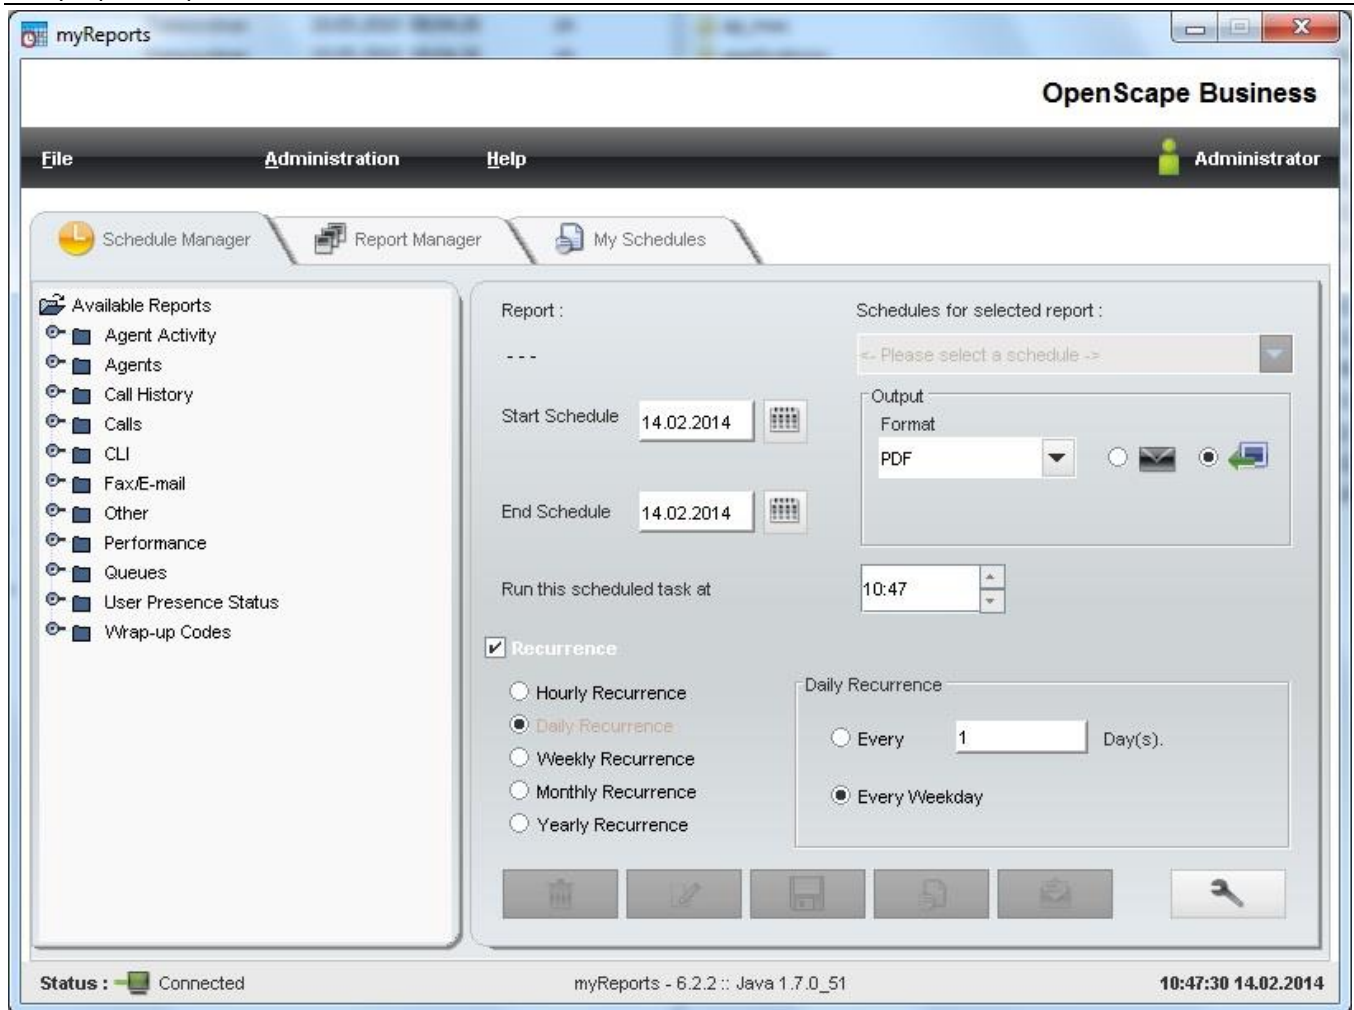 myReports
OpenScape Business
File Administration Help Administrator
Schedule Manager Report Manager My Schedules
Available Reports
Agent Activity
Agents
Call History
Calls
CLI
Fax/E-mail
Other
Performance
Queues
User Presence Status
Wrap-up Codes
Report :
- - -
Schedules for selected report :
<- Please select a schedule ->
Start Schedule 14.02.2014
Output
Format
PDF
End Schedule 14.02.2014
Run this scheduled task at 10:47
Recurrence
Hourly Recurrence
Daily Recurrence
Weekly Recurrence
Monthly Recurrence
Yearly Recurrence
Daily Recurrence
Every 1 Day(s).
Every Weekday
Status : Connected
myReports - 6.2.2 :: Java 1.7.0_51
10:47:30 14.02.2014